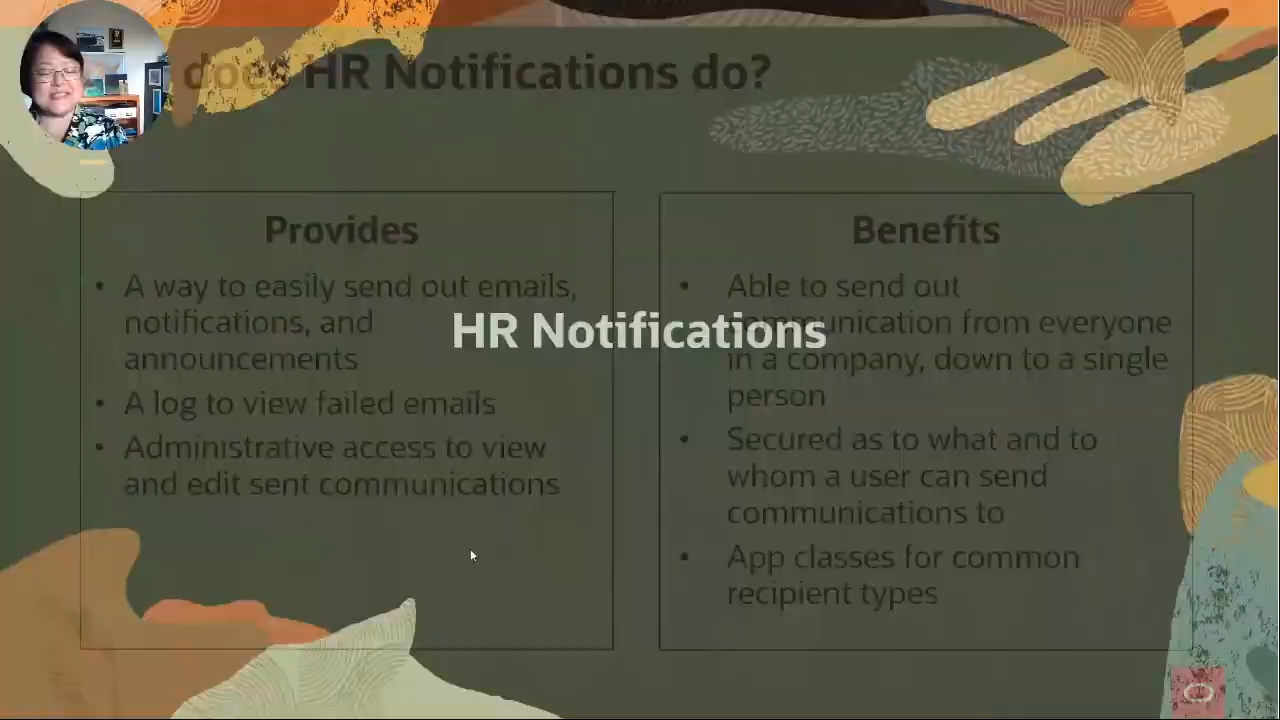 does HR Notifications do?
Provides
• A way to easily send out emails,
notifications, and
announcements
• A log to view failed emails
• Administrative access to view
and edit sent communications
HR Notifications
Benefits
• Able to send out
communication from everyone
in a company, down to a single
person
• Secured as to what and to
whom a user can send
communications to
• App classes for common
recipient types